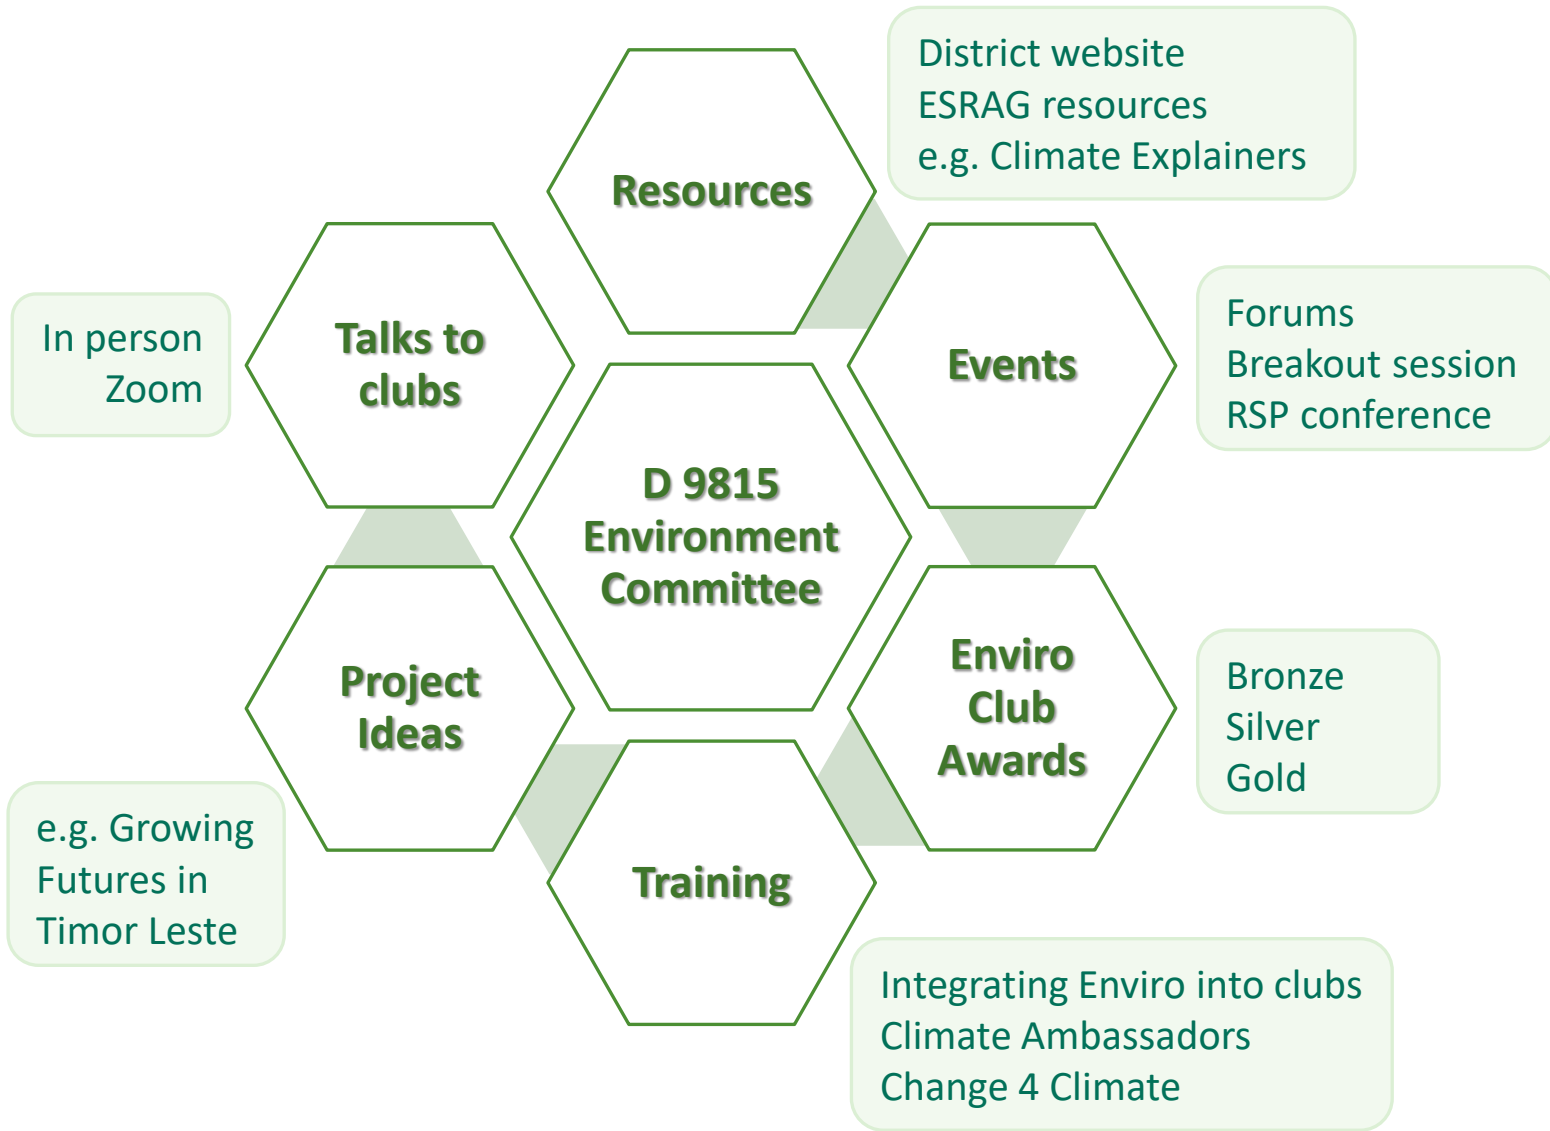 Resources
District website
ESRAG resources
e.g. Climate Explainers
Talks to
clubs
In person
Zoom
Events
Forums
Breakout session
RSP conference
D 9815
Environment
Committee
Project
Ideas
e.g. Growing
Futures in
Timor Leste
Enviro
Club
Awards
Bronze
Silver
Gold
Training
Integrating Enviro into clubs
Climate Ambassadors
Change 4 Climate